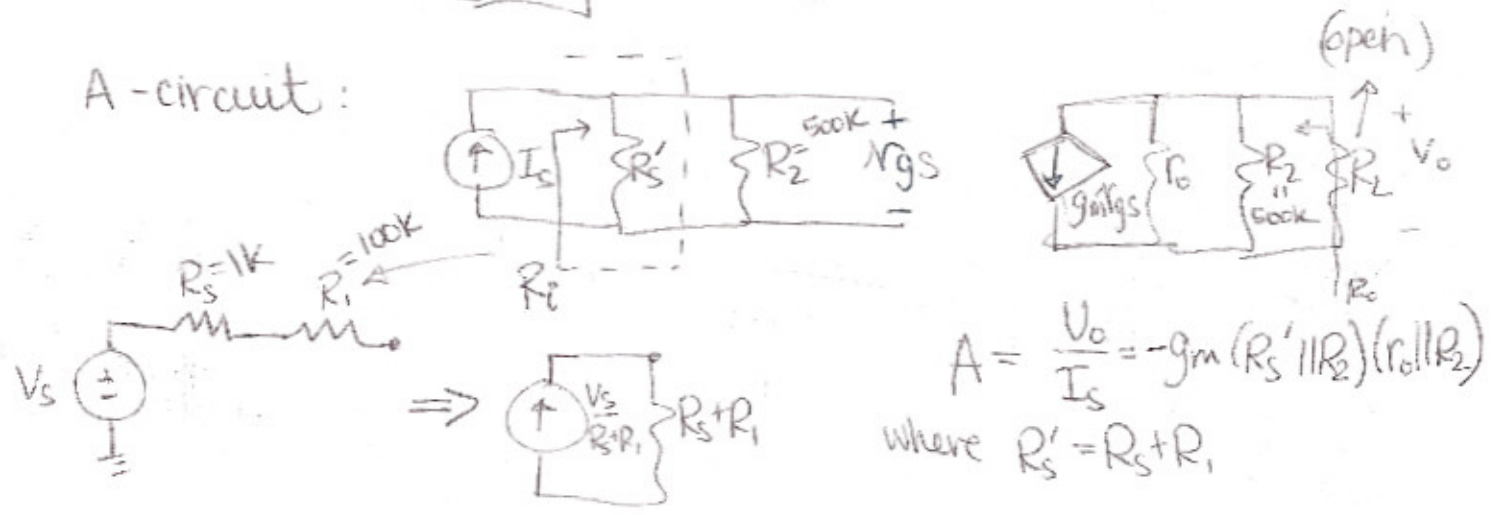 (open)
A-circuit:
Is
Rs'
R2=500K
+
Vgs
-
gmVgs
ro
R2
"
500k
RL
+
Vo
-
Ri
Ro
Rs=1K
R1=100K
Vs
+
-
⇒
Vs/(Rs+R1)
Rs+R1
A = Vo/Is = -gm (Rs'||R2)(ro||R2)
where Rs' = Rs+R1